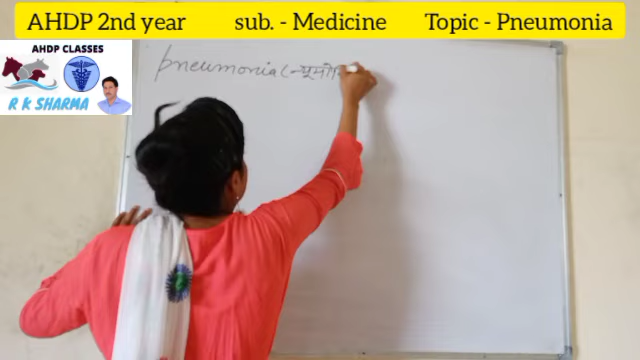 AHDP 2nd year sub. - Medicine Topic - Pneumonia
AHDP CLASSES
R K SHARMA
pneumonia (न्यूमोनि